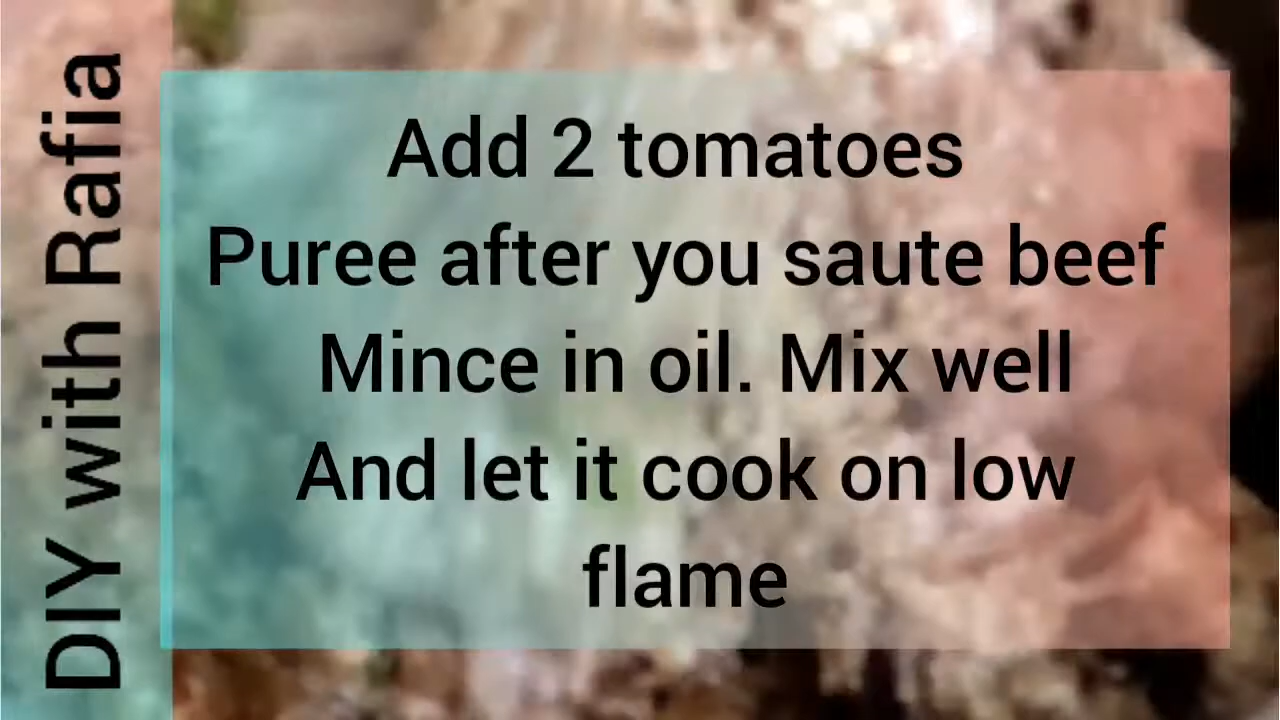 DIY with Rafia
Add 2 tomatoes
Puree after you saute beef
Mince in oil. Mix well
And let it cook on low
flame